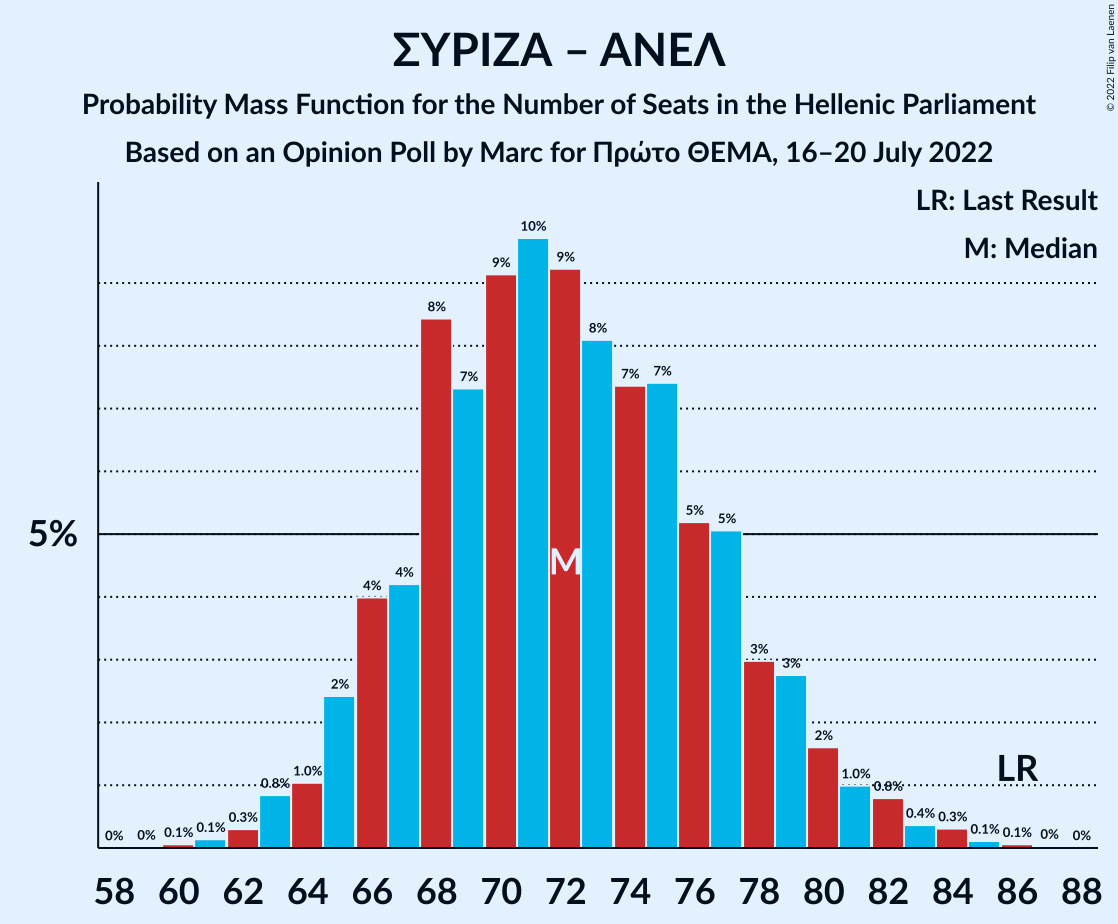 ΣΥΡΙΖΑ – ΑΝΕΛ
Probability Mass Function for the Number of Seats in the Hellenic Parliament
Based on an Opinion Poll by Marc for Πρώτο ΘΕΜΑ, 16–20 July 2022
© 2022 Filip van Laenen
LR: Last Result
M: Median
5%
0% 0% 0.1% 0.1% 0.3% 0.8% 1.0% 2% 4% 4% 8% 7% 9% 10% 9% 8% 7% 7% 5% 5% 3% 3% 2% 1.0% 0.8% 0.4% 0.3% 0.1% 0.1% 0% 0%
M
LR
58 60 62 64 66 68 70 72 74 76 78 80 82 84 86 88